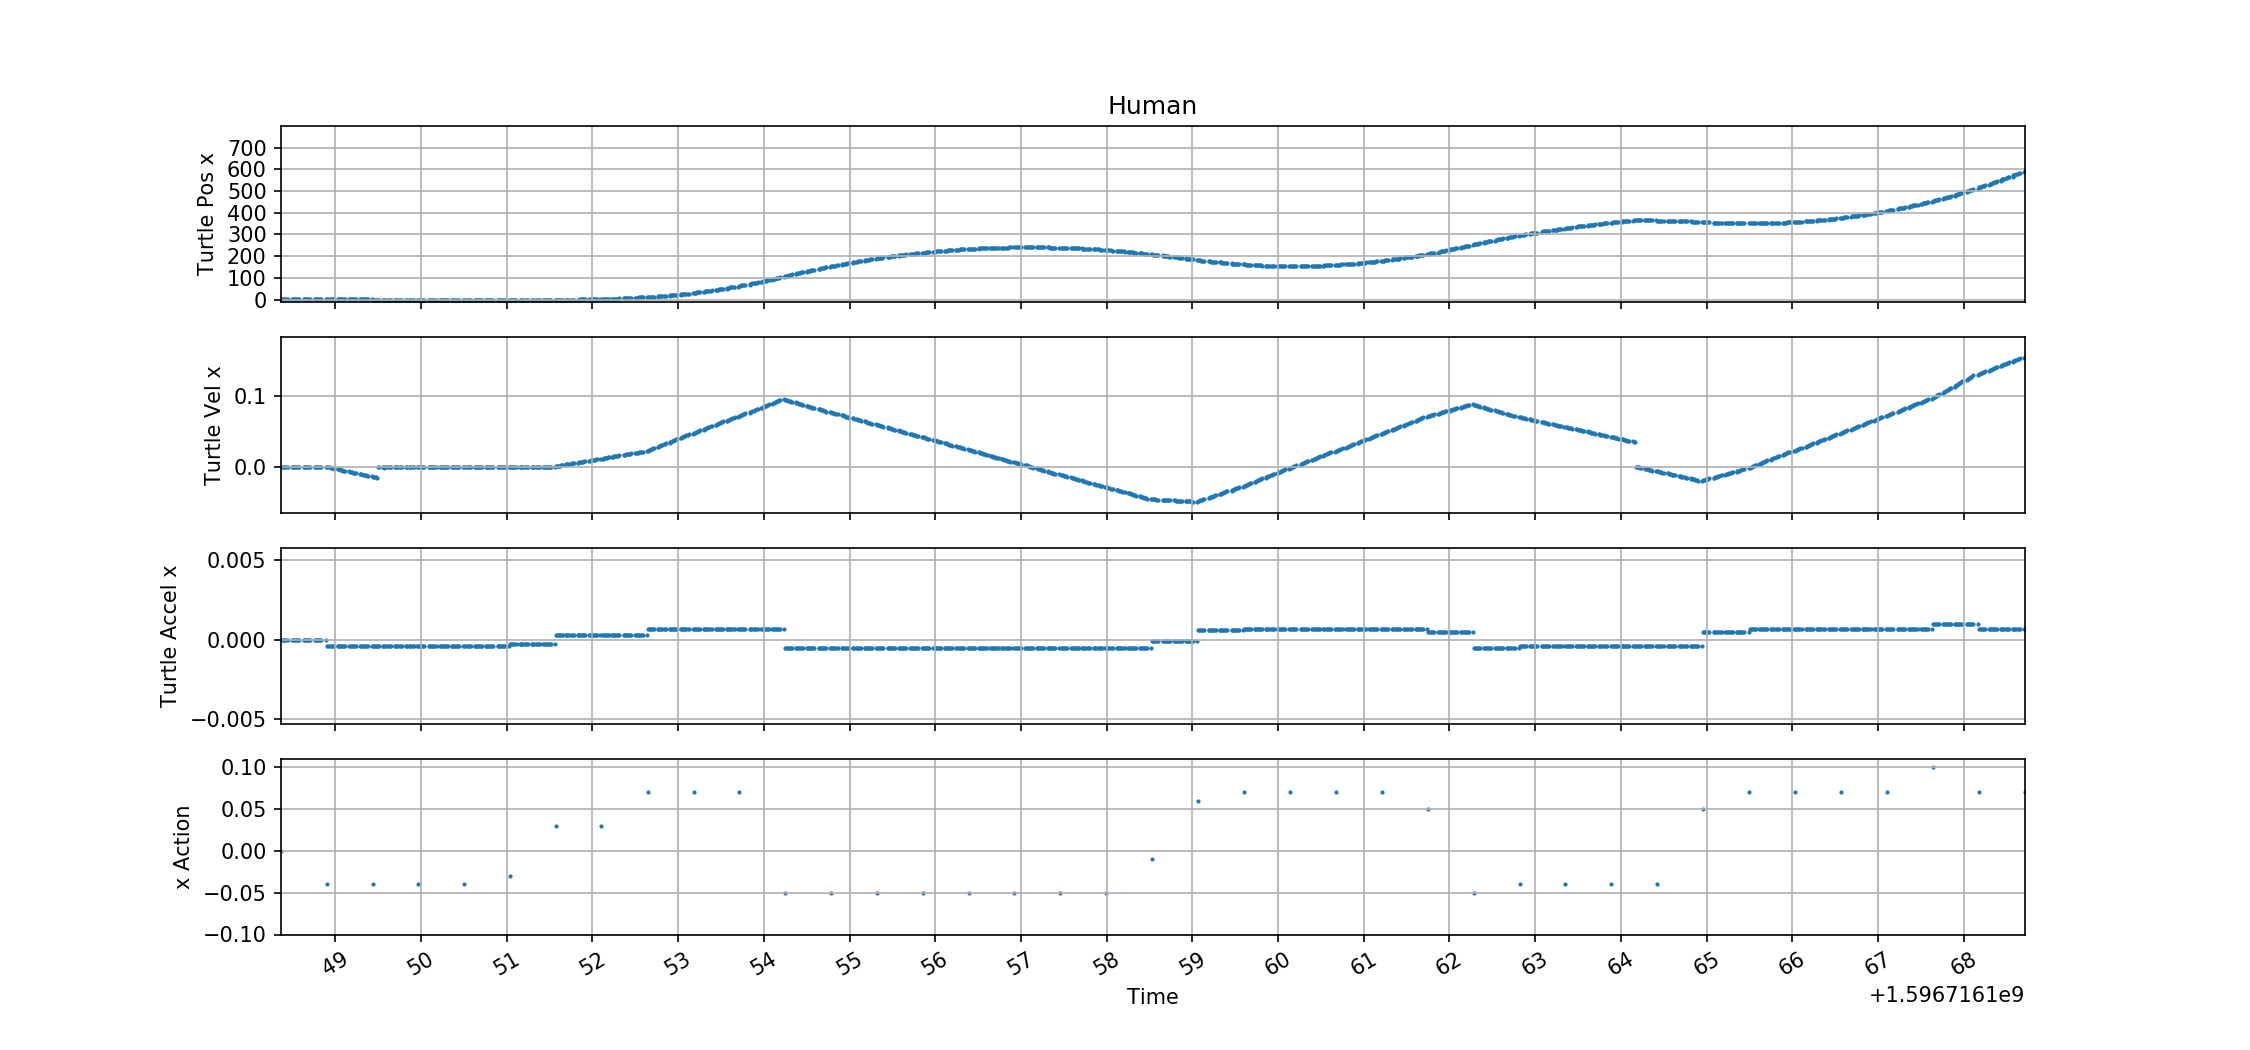 Human
Turtle Pos x
700
600
500
400
300
200
100
0
Turtle Vel x
0.1
0.0
Turtle Accel x
0.005
0.000
−0.005
x Action
0.10
0.05
0.00
−0.05
−0.10
49 50 51 52 53 54 55 56 57 58 59 60 61 62 63 64 65 66 67 68
Time
+1.5967161e9